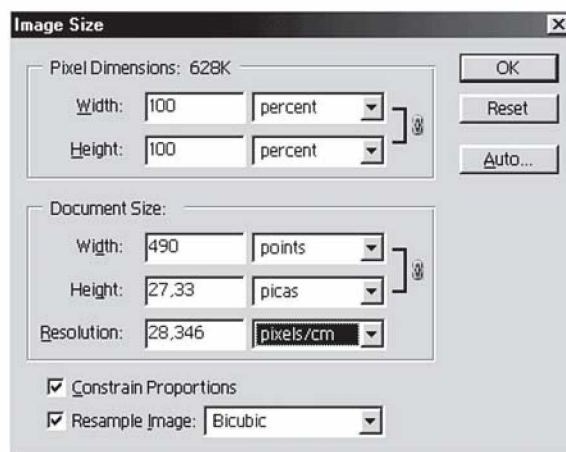 Image Size
Pixel Dimensions: 628K
OK
Width: 100 percent
Reset
Height: 100 percent
Auto...
Document Size:
Width: 490 points
Height: 27,33 picas
Resolution: 28,346 pixels/cm
Constrain Proportions
Resample Image: Bicubic